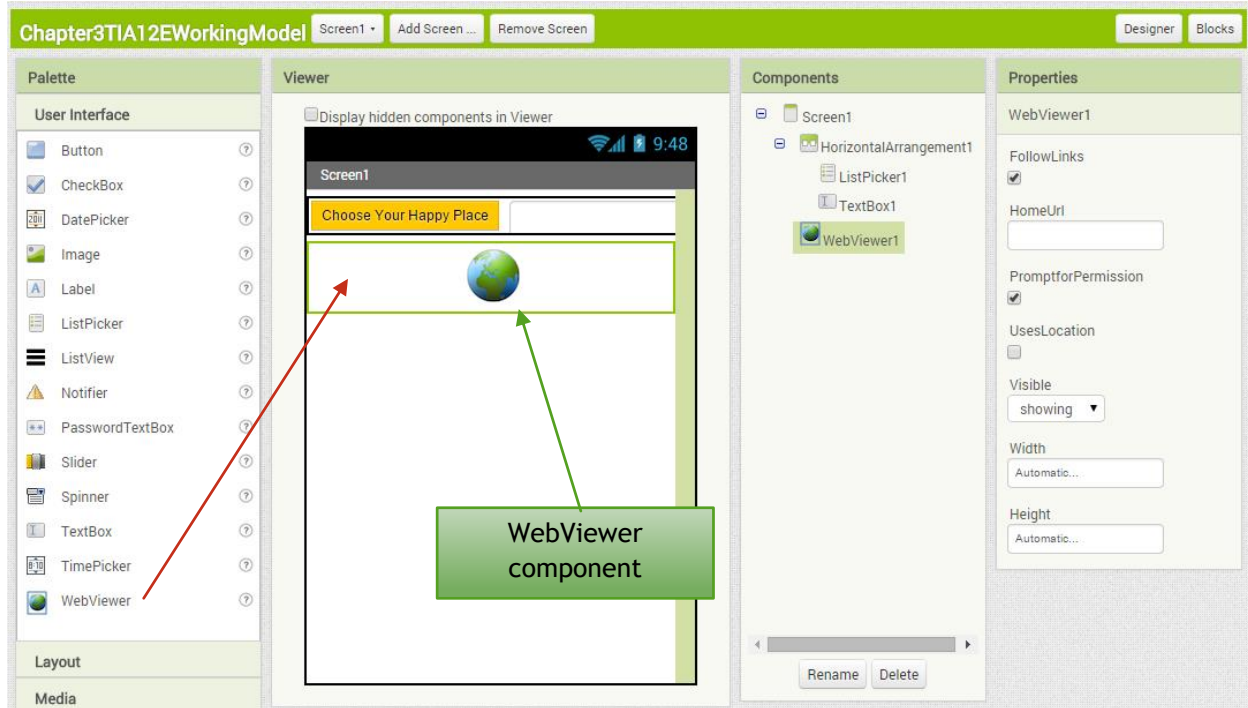 Chapter3TIA12EWorkingModel Screen1 Add Screen ... Remove Screen Designer Blocks
Palette
User Interface
Button
CheckBox
DatePicker
Image
Label
ListPicker
ListView
Notifier
PasswordTextBox
Slider
Spinner
TextBox
TimePicker
WebViewer
Layout
Media
Viewer
Display hidden components in Viewer
9:48
Screen1
Choose Your Happy Place
WebViewer
component
Components
Screen1
HorizontalArrangement1
ListPicker1
TextBox1
WebViewer1
Rename Delete
Properties
WebViewer1
FollowLinks
HomeUrl
PromptforPermission
UsesLocation
Visible
showing
Width
Automatic...
Height
Automatic...